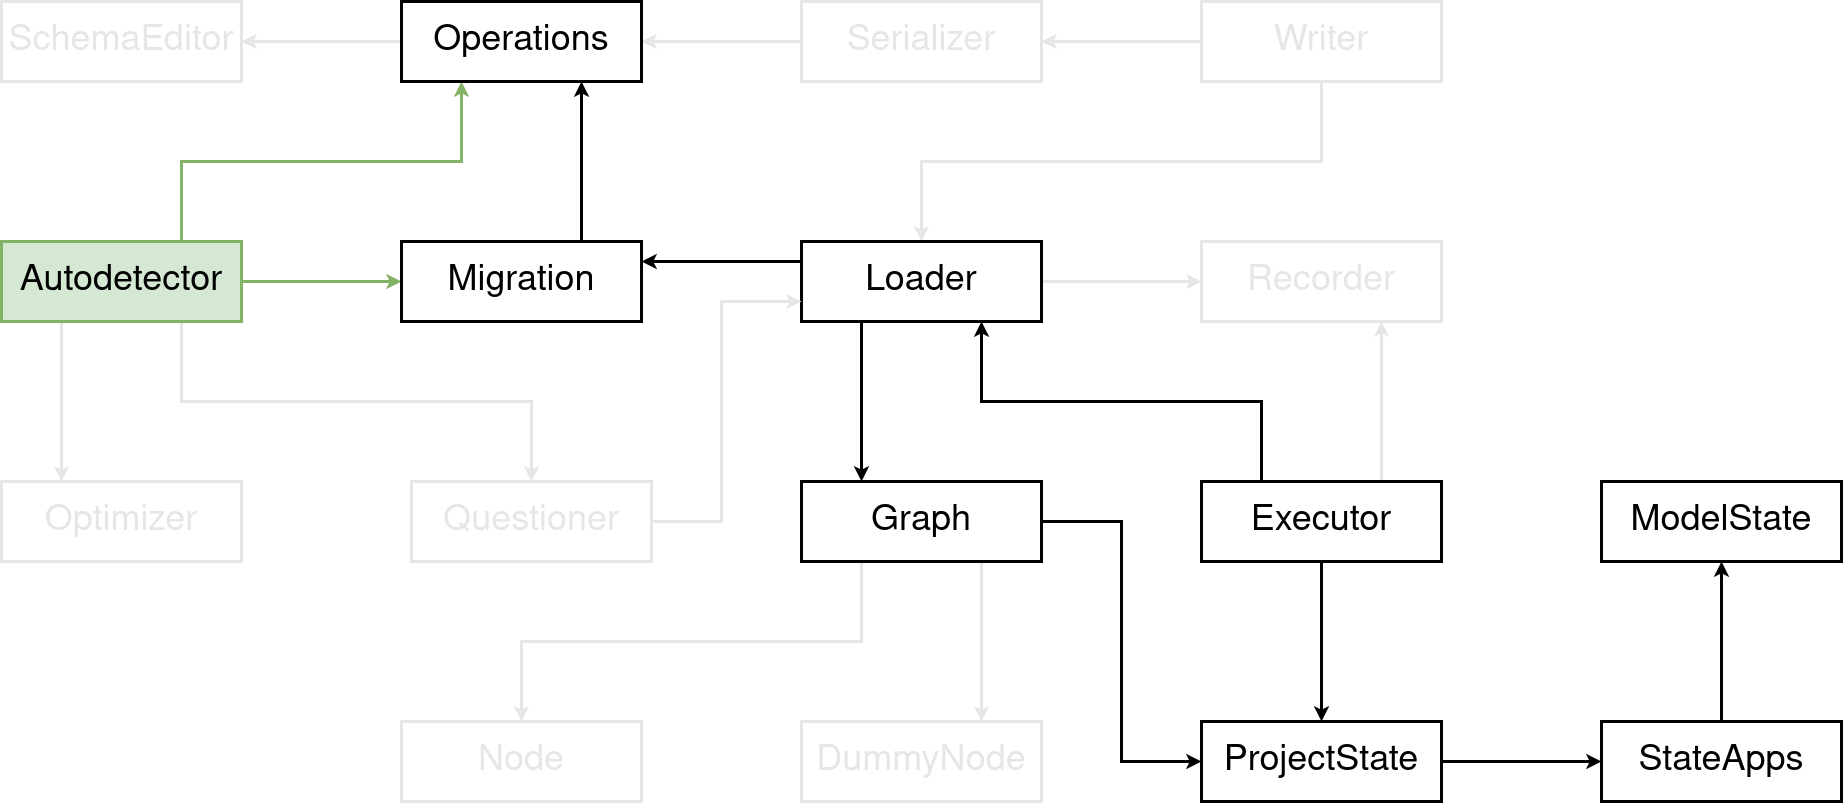 SchemaEditor
Operations
Serializer
Writer
Autodetector
Migration
Loader
Recorder
Optimizer
Questioner
Graph
Executor
ModelState
Node
DummyNode
ProjectState
StateApps